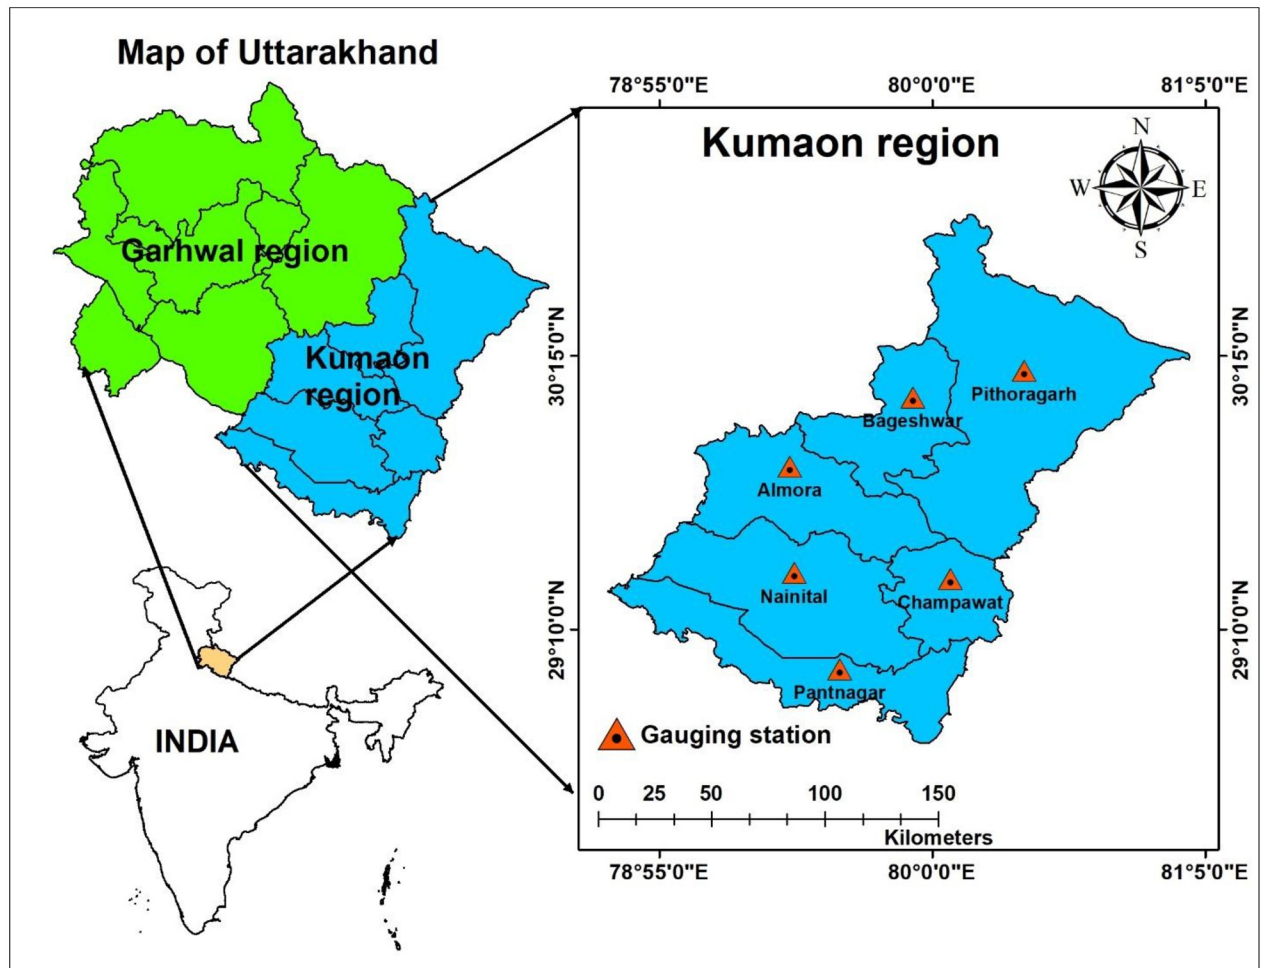 Map of Uttarakhand
Garhwal region
Kumaon
region
INDIA
78°55'0"E
80°0'0"E
81°5'0"E
Kumaon region
N
W
E
S
30°15'0"N
30°15'0"N
Pithoragarh
Bageshwar
Almora
Nainital
Champawat
29°10'0"N
29°10'0"N
Pantnagar
Gauging station
0 25 50 100 150
Kilometers
78°55'0"E
80°0'0"E
81°5'0"E